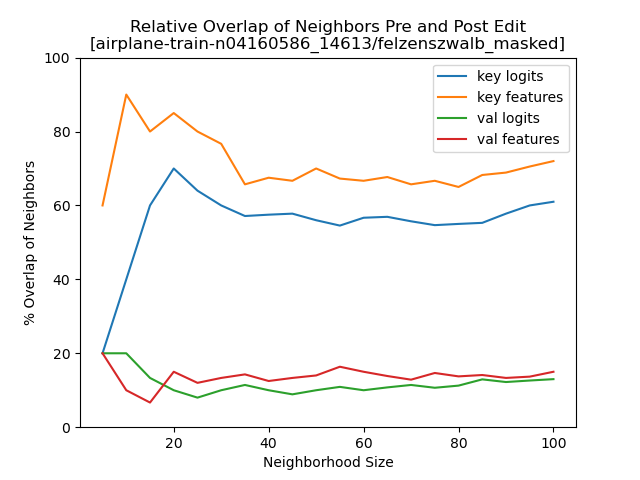 Relative Overlap of Neighbors Pre and Post Edit
[airplane-train-n04160586_14613/felzenszwalb_masked]
100
80
60
40
20
0
% Overlap of Neighbors
key logits
key features
val logits
val features
20 40 60 80 100
Neighborhood Size